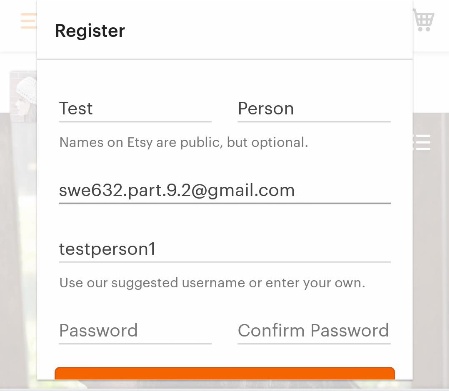 Register
Test Person
Names on Etsy are public, but optional.
swe632.part.9.2@gmail.com
testperson1
Use our suggested username or enter your own.
Password Confirm Password